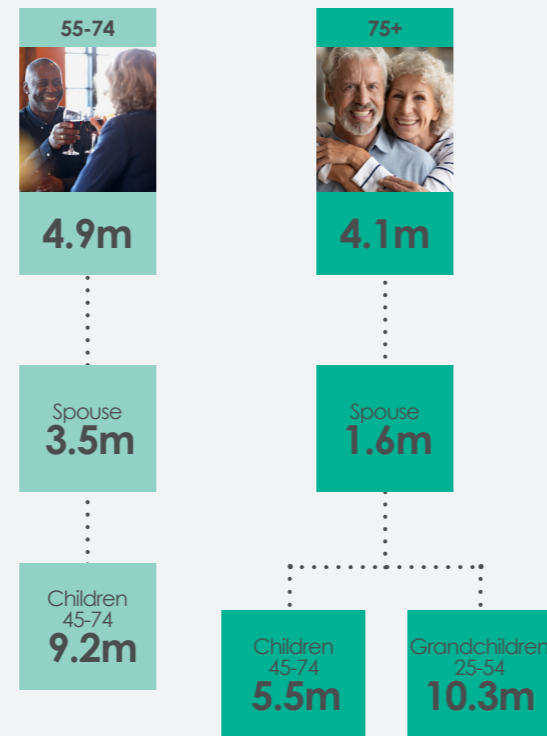 55-74
4.9m
Spouse
3.5m
Children
45-74
9.2m
75+
4.1m
Spouse
1.6m
Children
45-74
5.5m
Grandchildren
25-54
10.3m